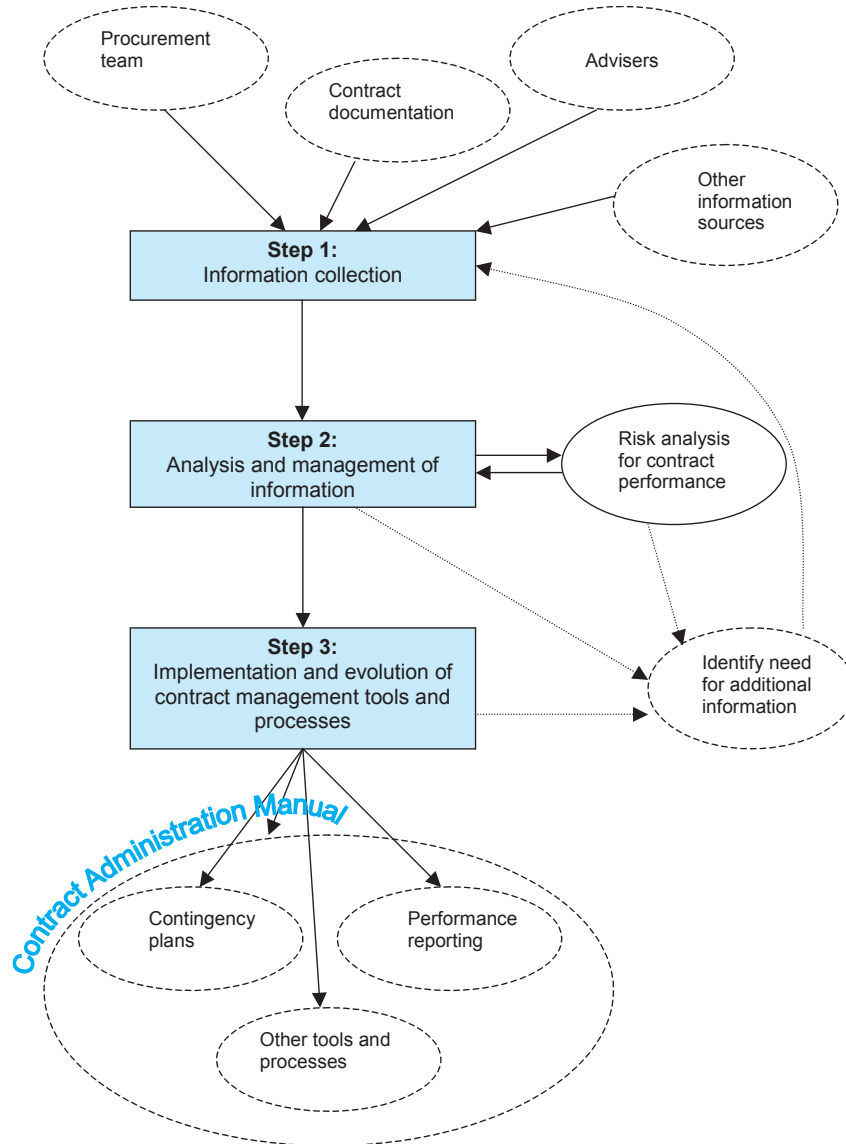 Procurement
team
Contract
documentation
Advisers
Other
information
sources
Step 1:
Information collection
Step 2:
Analysis and management of
information
Risk analysis
for contract
performance
Step 3:
Implementation and evolution of
contract management tools and
processes
Identify need
for additional
information
Contract Administration Manual
Contingency
plans
Performance
reporting
Other tools and
processes